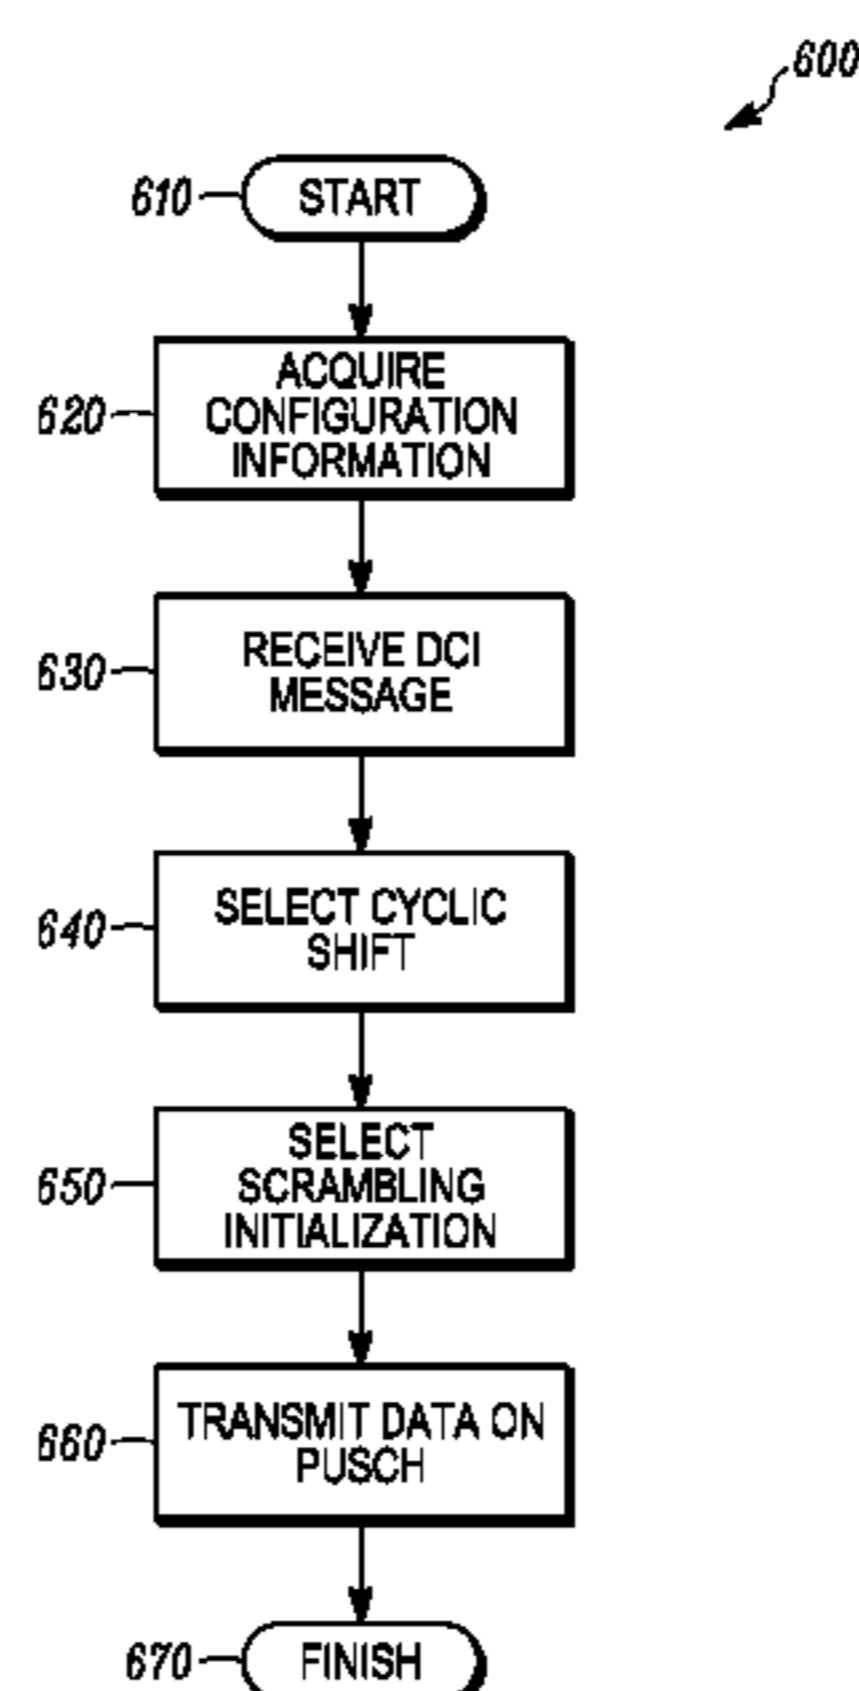 600
610 START
620 ACQUIRE
CONFIGURATION
INFORMATION
630 RECEIVE DCI
MESSAGE
640 SELECT CYCLIC
SHIFT
650 SELECT
SCRAMBLING
INITIALIZATION
660 TRANSMIT DATA ON
PUSCH
670 FINISH